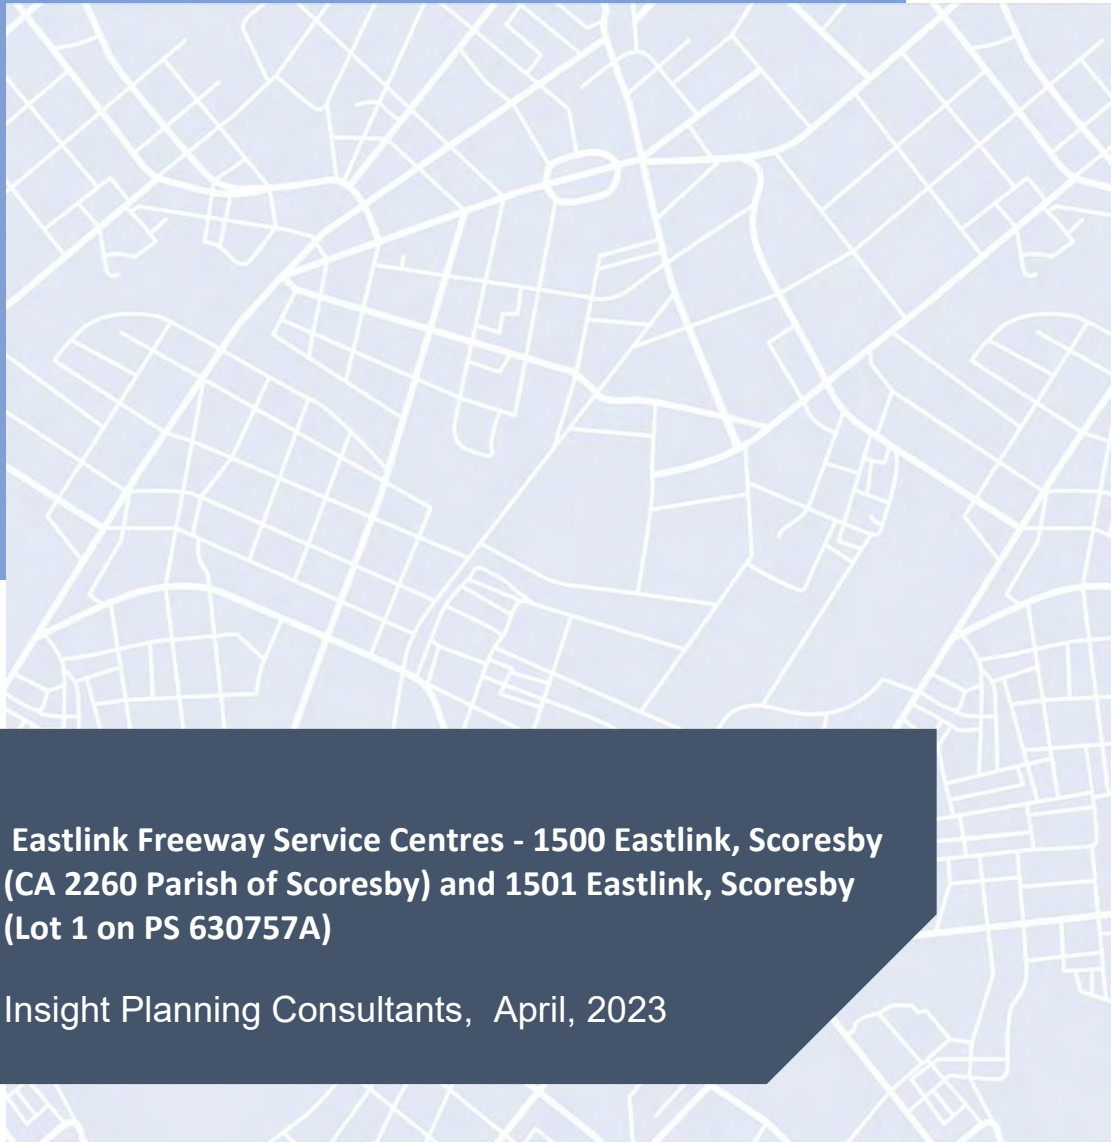 Eastlink Freeway Service Centres - 1500 Eastlink, Scoresby
(CA 2260 Parish of Scoresby) and 1501 Eastlink, Scoresby
(Lot 1 on PS 630757A)
Insight Planning Consultants, April, 2023